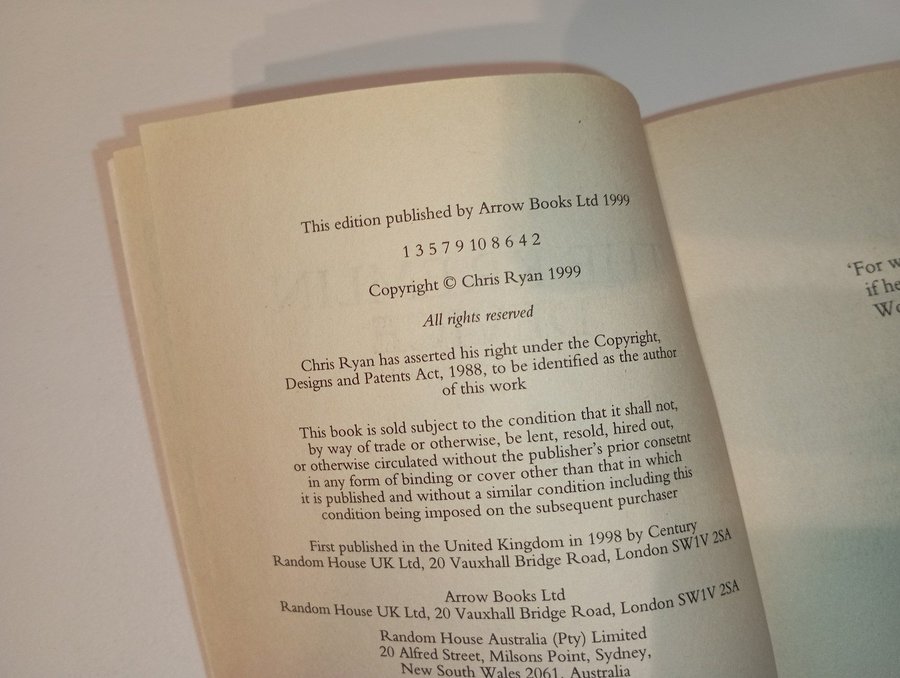 This edition published by Arrow Books Ltd 1999
1 3 5 7 9 10 8 6 4 2
Copyright © Chris Ryan 1999
All rights reserved
Chris Ryan has asserted his right under the Copyright,
Designs and Patents Act, 1988, to be identified as the author
of this work
This book is sold subject to the condition that it shall not,
by way of trade or otherwise, be lent, resold, hired out,
or otherwise circulated without the publisher's prior consetnt
in any form of binding or cover other than that in which
it is published and without a similar condition including this
condition being imposed on the subsequent purchaser
First published in the United Kingdom in 1998 by Century
Random House UK Ltd, 20 Vauxhall Bridge Road, London SW1V 2SA
Arrow Books Ltd
Random House UK Ltd, 20 Vauxhall Bridge Road, London SW1V 2SA
Random House Australia (Pty) Limited
20 Alfred Street, Milsons Point, Sydney,
New South Wales 2061, Australia
‘For
if